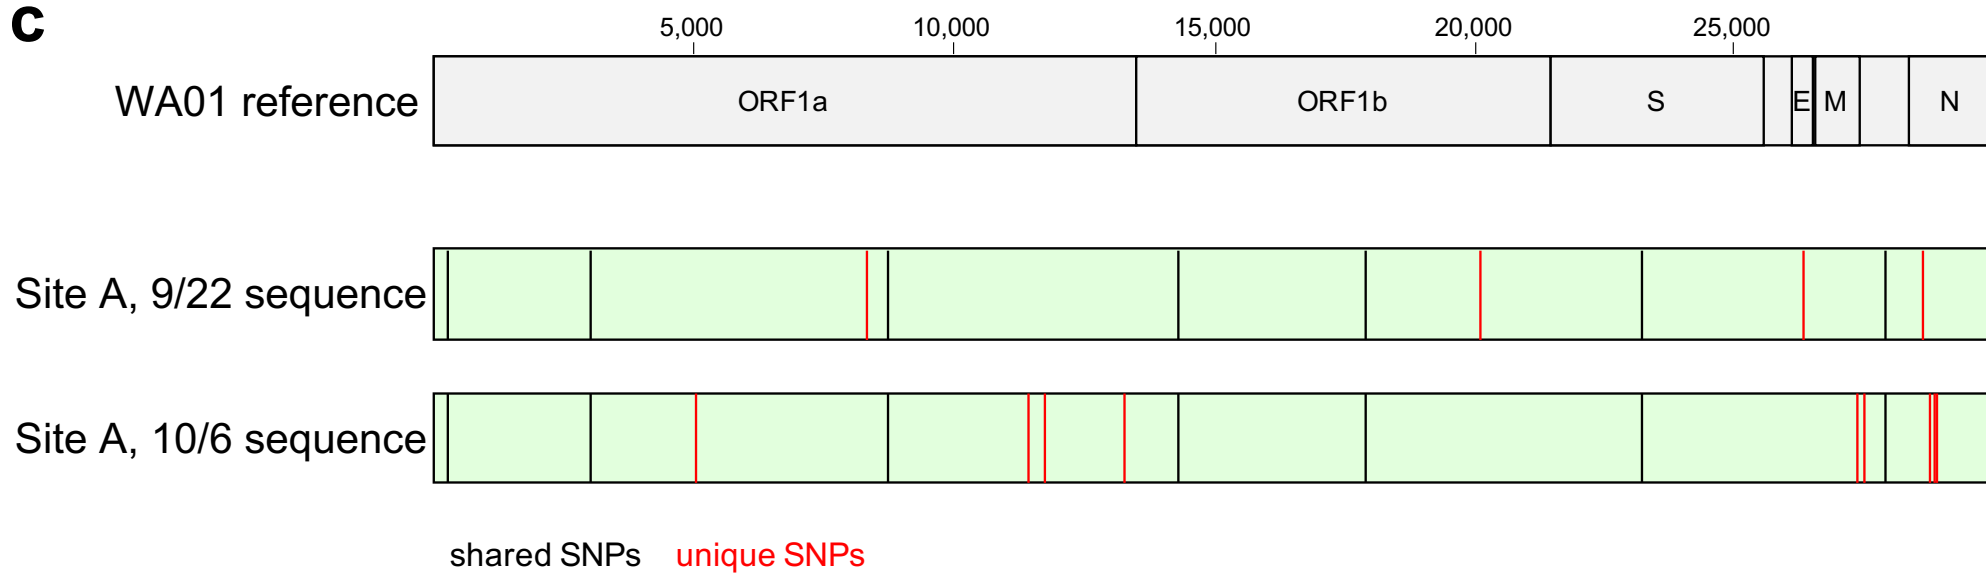 c
5,000 10,000 15,000 20,000 25,000
WA01 reference ORF1a ORF1b S E M N
Site A, 9/22 sequence
Site A, 10/6 sequence
shared SNPs unique SNPs